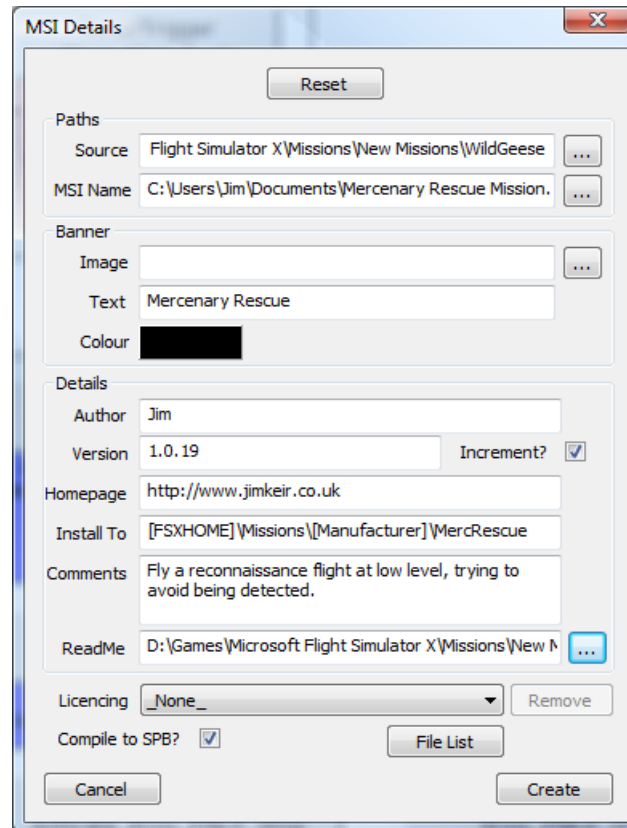 MSI Details
Reset
Paths
Source Flight Simulator X\Missions\New Missions\WildGeese ...
MSI Name C:\Users\Jim\Documents\Mercenary Rescue Mission. ...
Banner
Image ...
Text Mercenary Rescue
Colour
Details
Author Jim
Version 1.0.19 Increment?
Homepage http://www.jimkeir.co.uk
Install To [FSXHOME]\Missions\[Manufacturer]\MercRescue
Comments Fly a reconnaissance flight at low level, trying to
avoid being detected.
ReadMe D:\Games\Microsoft Flight Simulator X\Missions\New ...
Licencing _None_ Remove
Compile to SPB? File List
Cancel Create